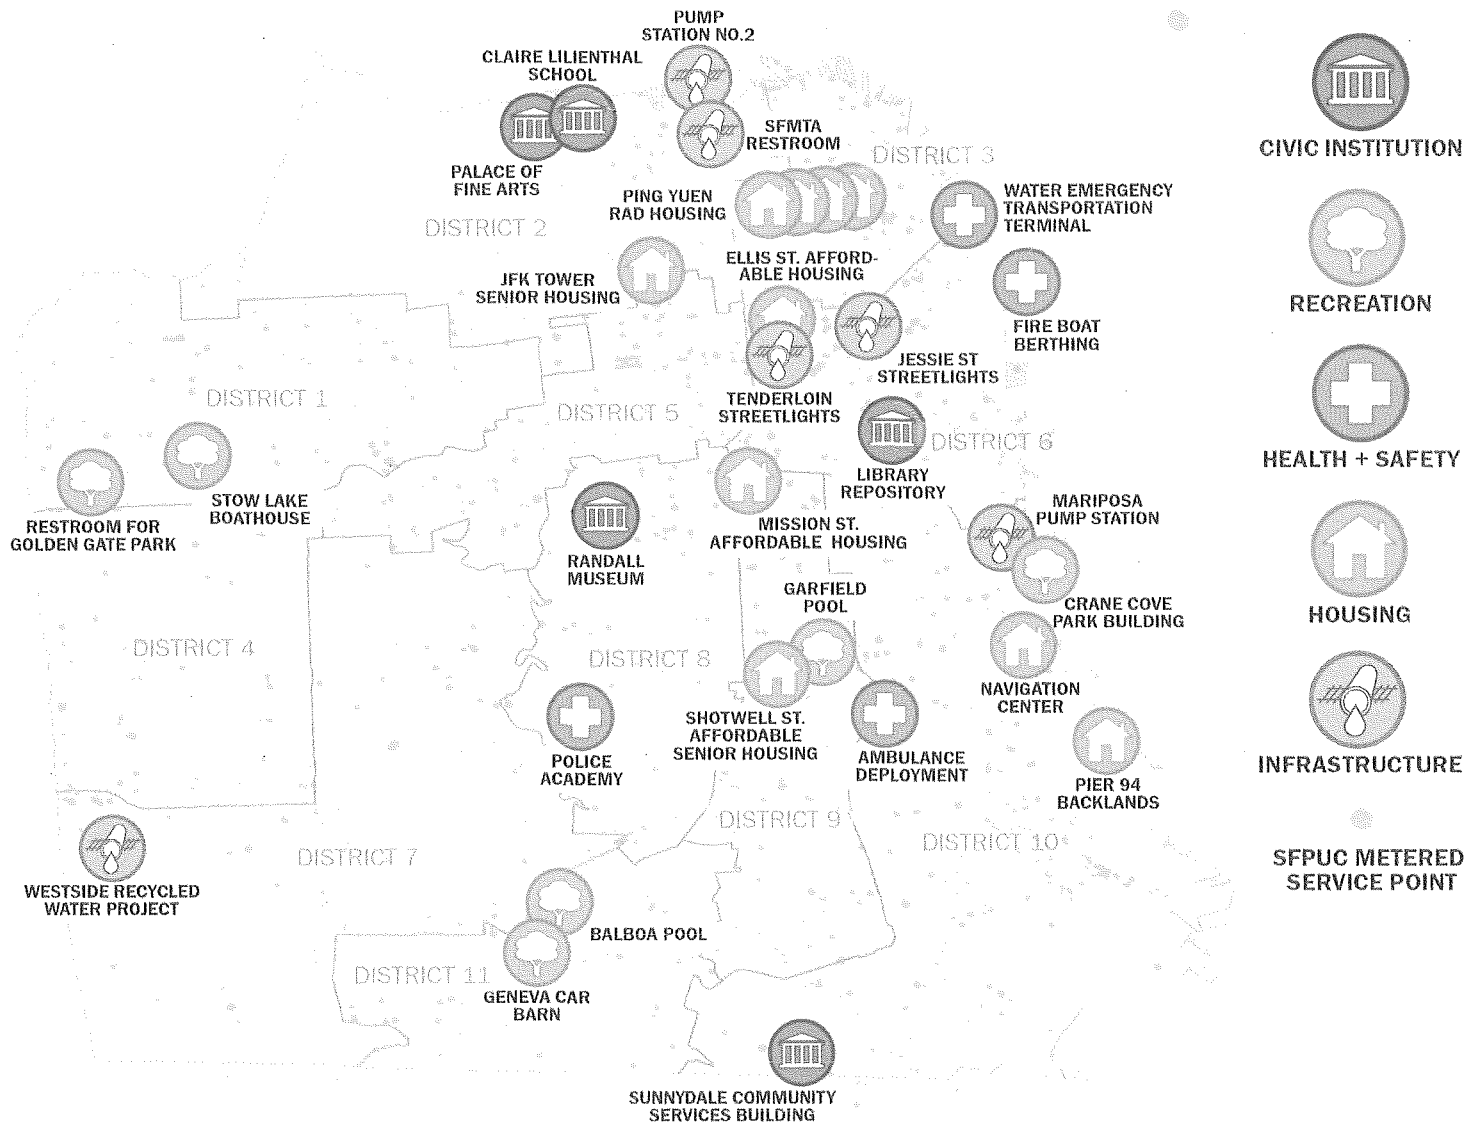 PUMP
STATION NO.2
CLAIRE LILIENTHAL
SCHOOL
SFMTA
RESTROOM
DISTRICT 3
PALACE OF
FINE ARTS
PING YUEN
RAD HOUSING
WATER EMERGENCY
TRANSPORTATION
TERMINAL
DISTRICT 2
ELLIS ST. AFFORD-
ABLE HOUSING
JFK TOWER
SENIOR HOUSING
FIRE BOAT
BERTHING
JESSIE ST
STREETLIGHTS
DISTRICT 1
DISTRICT 5
TENDERLOIN
STREETLIGHTS
DISTRICT 6
LIBRARY
REPOSITORY
STOW LAKE
BOATHOUSE
RESTROOM FOR
GOLDEN GATE PARK
MARIPOSA
PUMP STATION
MISSION ST.
AFFORDABLE HOUSING
RANDALL
MUSEUM
GARFIELD
POOL
CRANE COVE
PARK BUILDING
DISTRICT 4
DISTRICT 8
NAVIGATION
CENTER
SHOTWELL ST.
AFFORDABLE
SENIOR HOUSING
POLICE
ACADEMY
AMBULANCE
DEPLOYMENT
PIER 94
BACKLANDS
DISTRICT 9
DISTRICT 10
DISTRICT 7
WESTSIDE RECYCLED
WATER PROJECT
BALBOA POOL
DISTRICT 11
GENEVA CAR
BARN
SUNNYDALE COMMUNITY
SERVICES BUILDING
CIVIC INSTITUTION
RECREATION
HEALTH + SAFETY
HOUSING
INFRASTRUCTURE
SFPUC METERED
SERVICE POINT